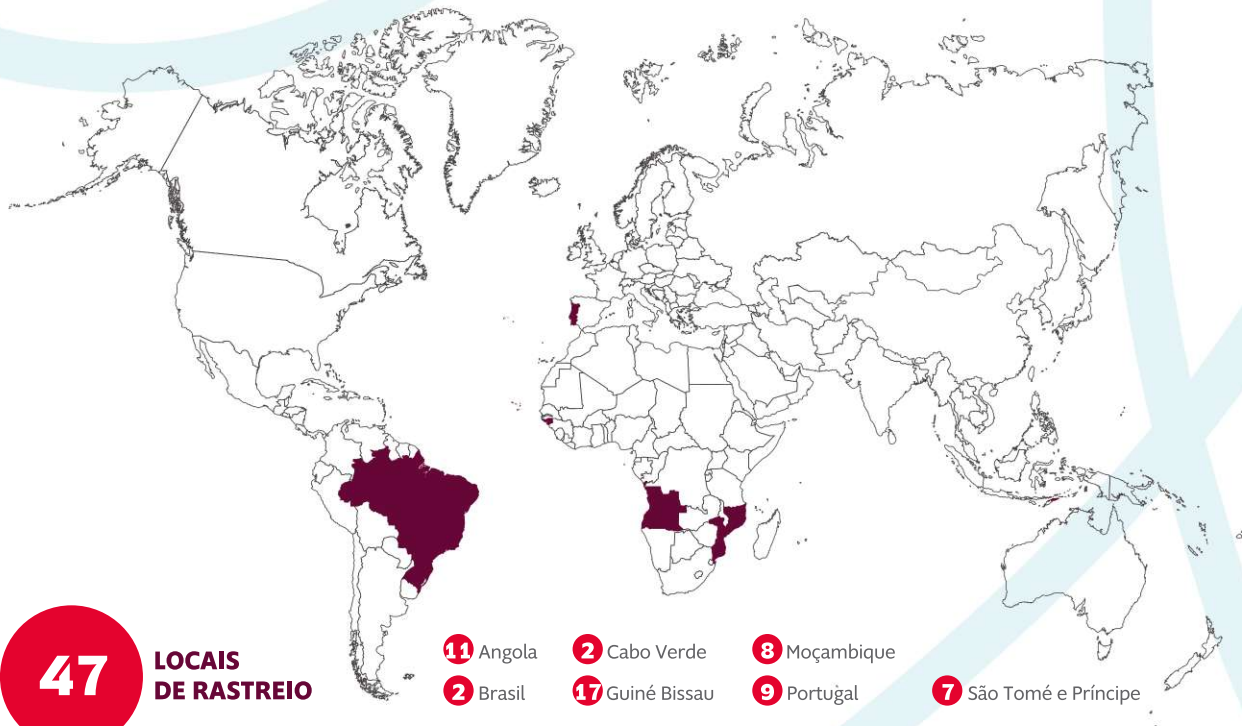 47
LOCAIS
DE RASTREIO
11 Angola
2 Cabo Verde
8 Moçambique
2 Brasil
17 Guiné Bissau
9 Portugal
7 São Tomé e Príncipe